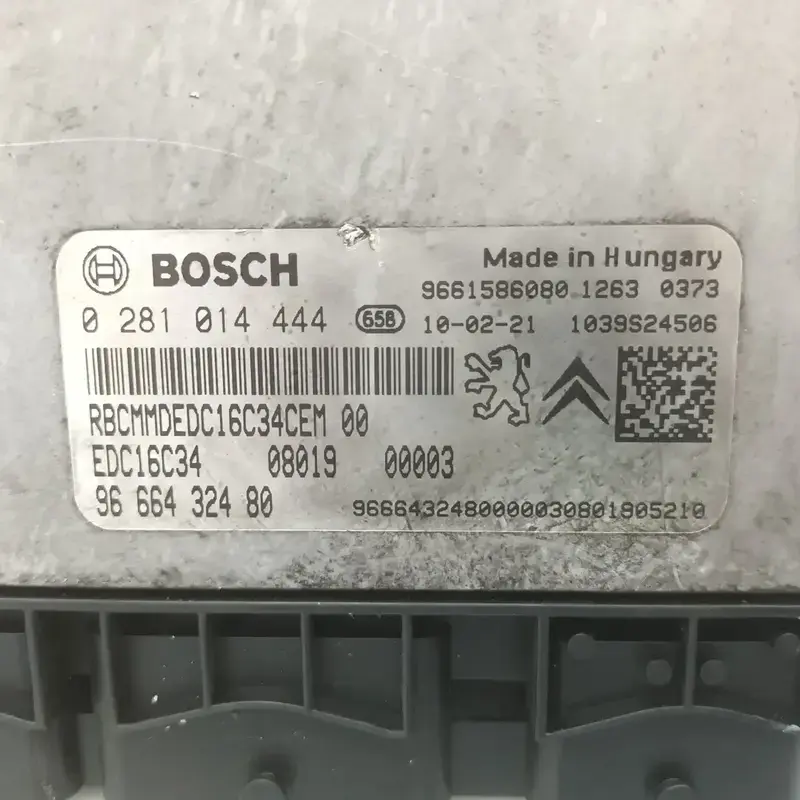 BOSCH
Made in Hungary
9661586080 1263 0373
0 281 014 444 658 10-02-21 1039S24506
RBCMMDEDC16C34CEM 00
EDC16C34 08019 00003
96 664 324 80
9666432480000030801905210